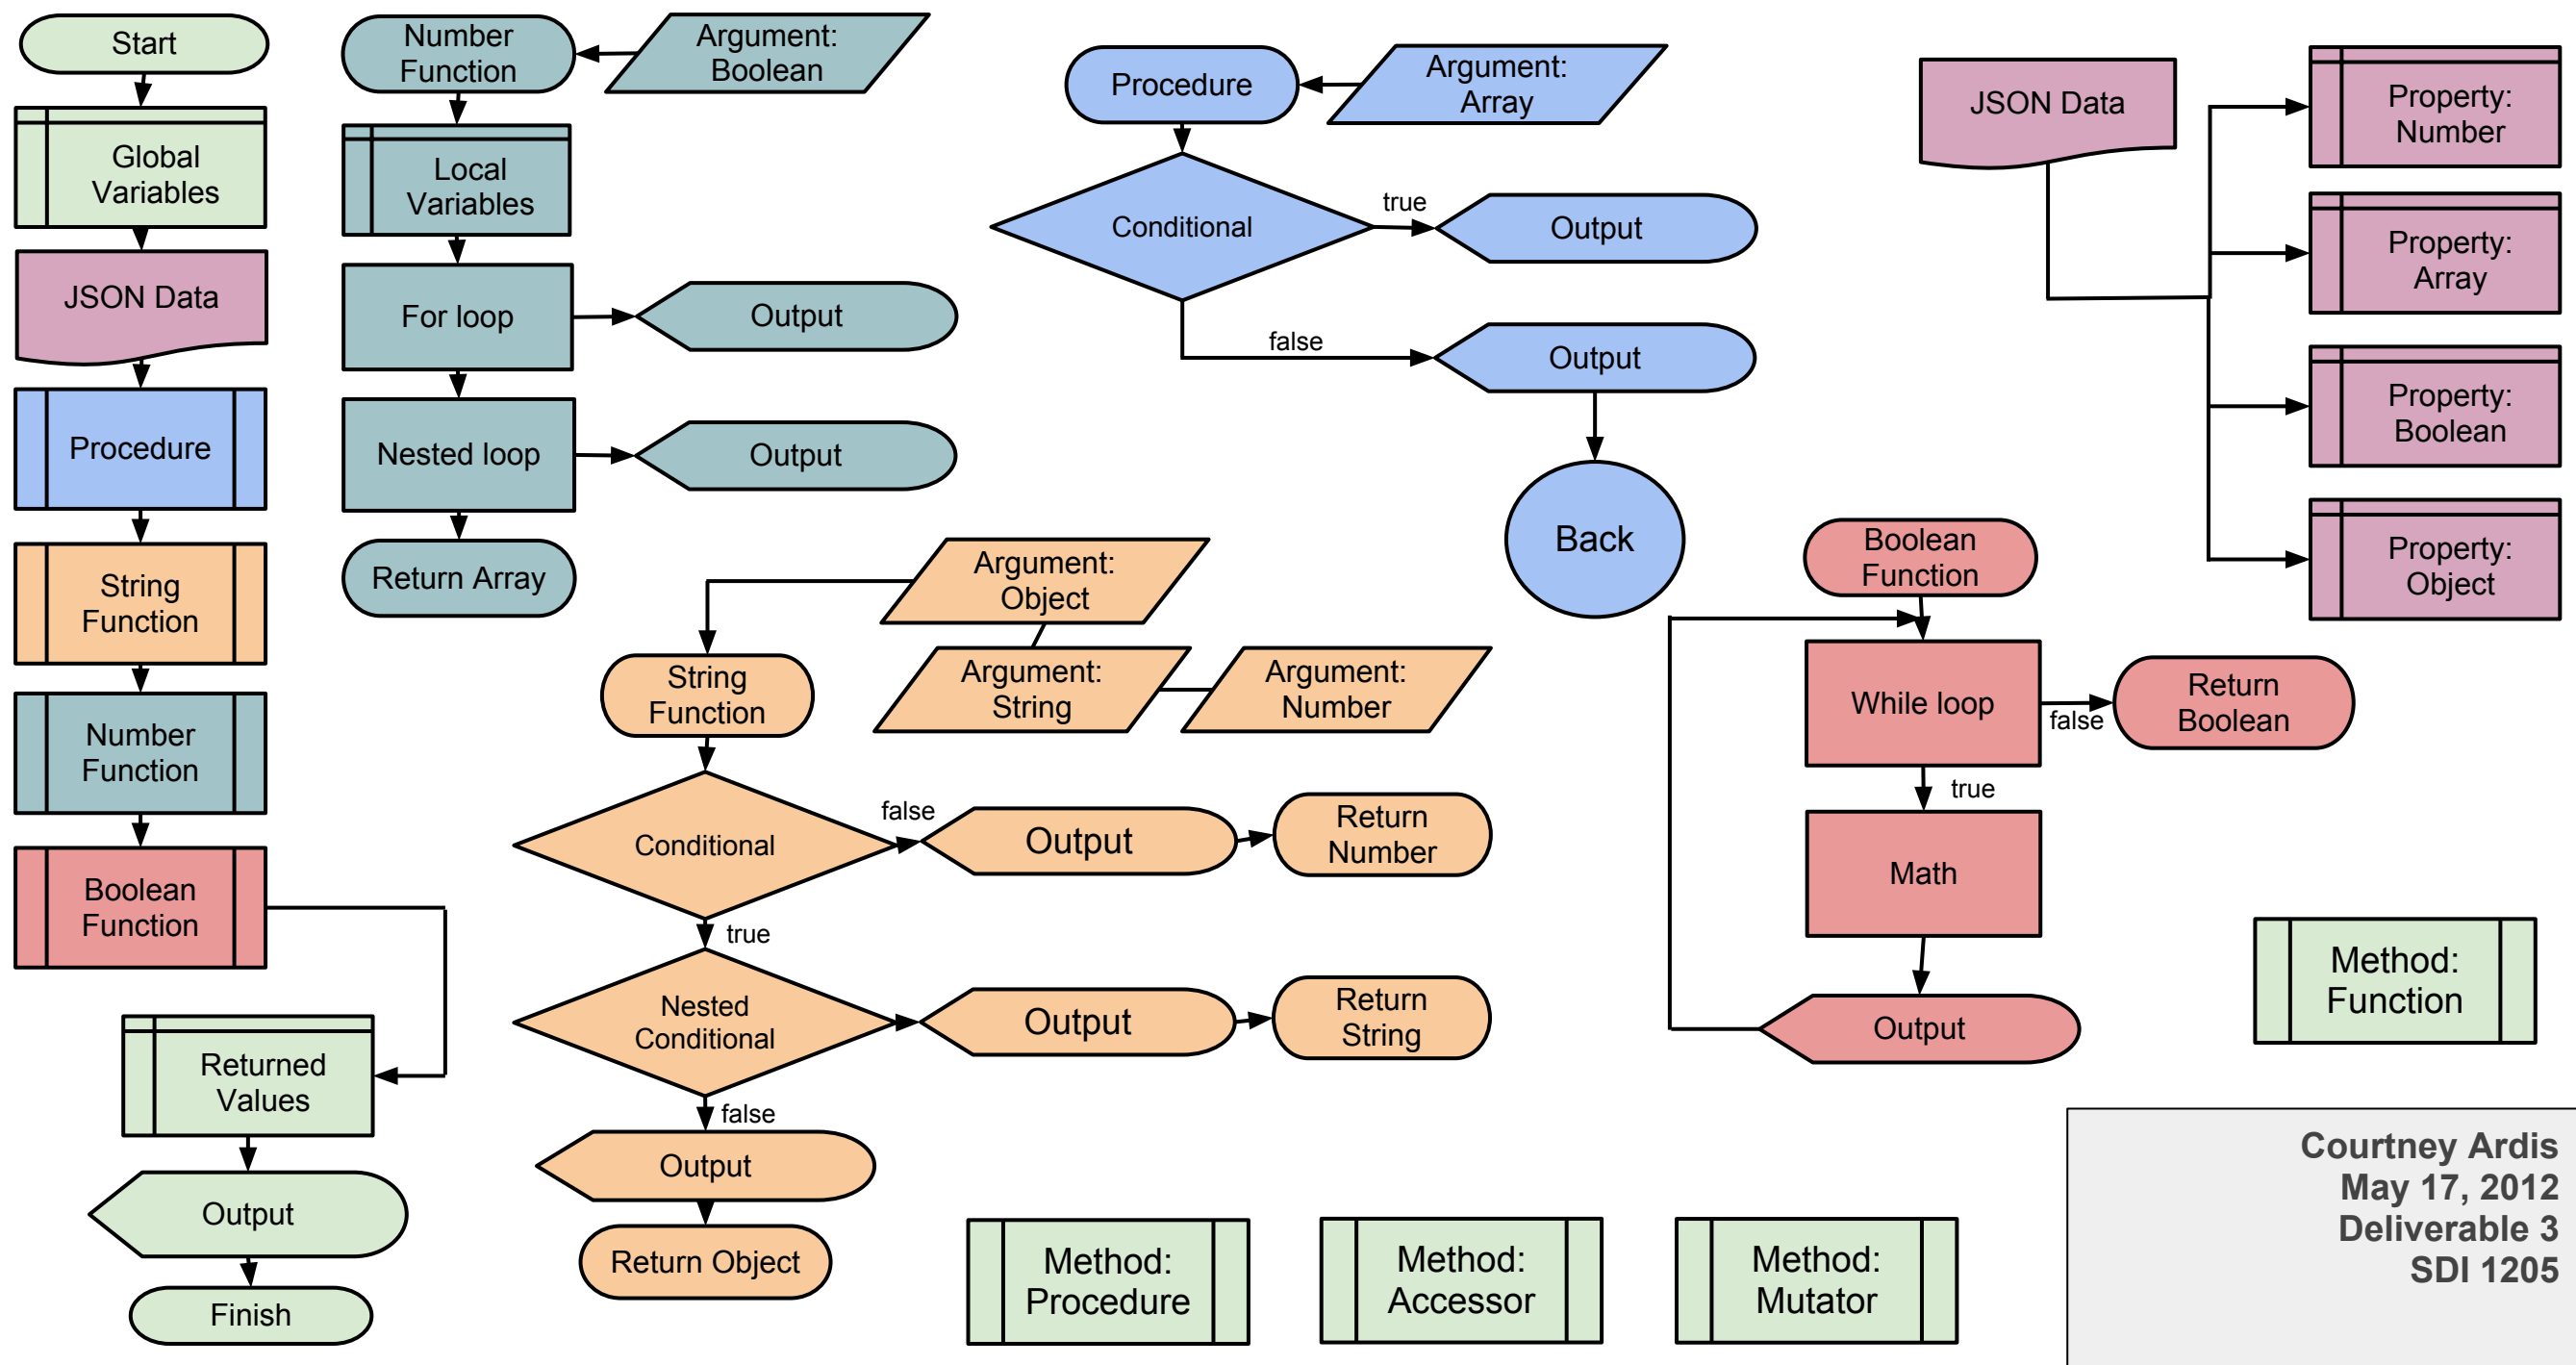 Start
Global
Variables
JSON Data
Procedure
String
Function
Number
Function
Boolean
Function
Returned
Values
Output
Finish
Number
Function
Argument:
Boolean
Local
Variables
For loop
Output
Nested loop
Output
Return Array
Procedure
Argument:
Array
Conditional
true
Output
false
Output
Back
JSON Data
Property:
Number
Property:
Array
Property:
Boolean
Property:
Object
Argument:
Object
Argument:
String
Argument:
Number
String
Function
Conditional
false
Output
Return
Number
true
Nested
Conditional
Output
Return
String
false
Output
Return Object
Boolean
Function
While loop
false
Return
Boolean
true
Math
Output
Method:
Function
Method:
Procedure
Method:
Accessor
Method:
Mutator
Courtney Ardis
May 17, 2012
Deliverable 3
SDI 1205